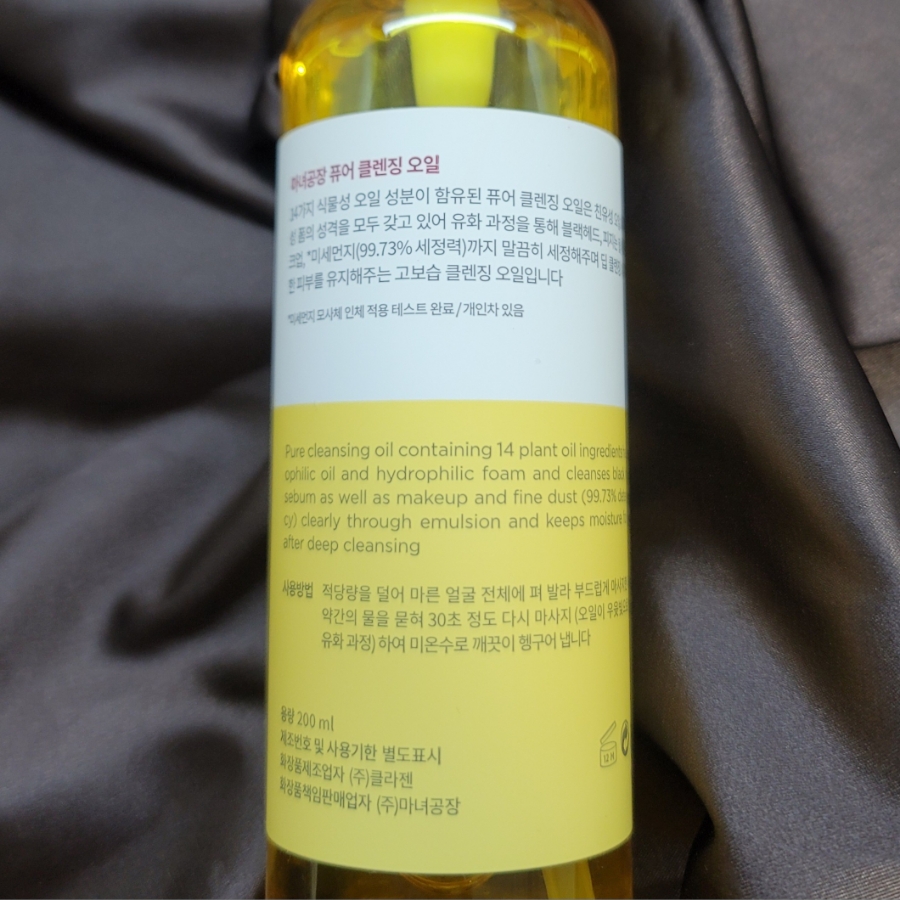 마녀공장 퓨어 클렌징 오일
14가지 식물성 오일 성분이 함유된 퓨어 클렌징 오일은 친유성
폼의 성격을 모두 갖고 있어 유화 과정을 통해 블랙헤드, 피지는
크업, *미세먼지(99.73% 세정력)까지 말끔히 세정해주며 딥 클렌징
한 피부를 유지해주는 고보습 클렌징 오일입니다
*미세먼지 모사체 인체 적용 테스트 완료 / 개인차 있음
Pure cleansing oil containing 14 plant oil ingredients
ophilic oil and hydrophilic foam and cleanses black
sebum as well as makeup and fine dust (99.73%
cy) clearly through emulsion and keeps moisture
after deep cleansing
사용방법 적당량을 덜어 마른 얼굴 전체에 펴 발라 부드럽게
약간의 물을 묻혀 30초 정도 다시 마사지 (오일이
유화 과정) 하여 미온수로 깨끗이 헹구어 냅니다
용량 200 ml
제조번호 및 사용기한 별도표시
화장품제조업자 (주)클라젠
화장품책임판매업자 (주)마녀공장
12 M